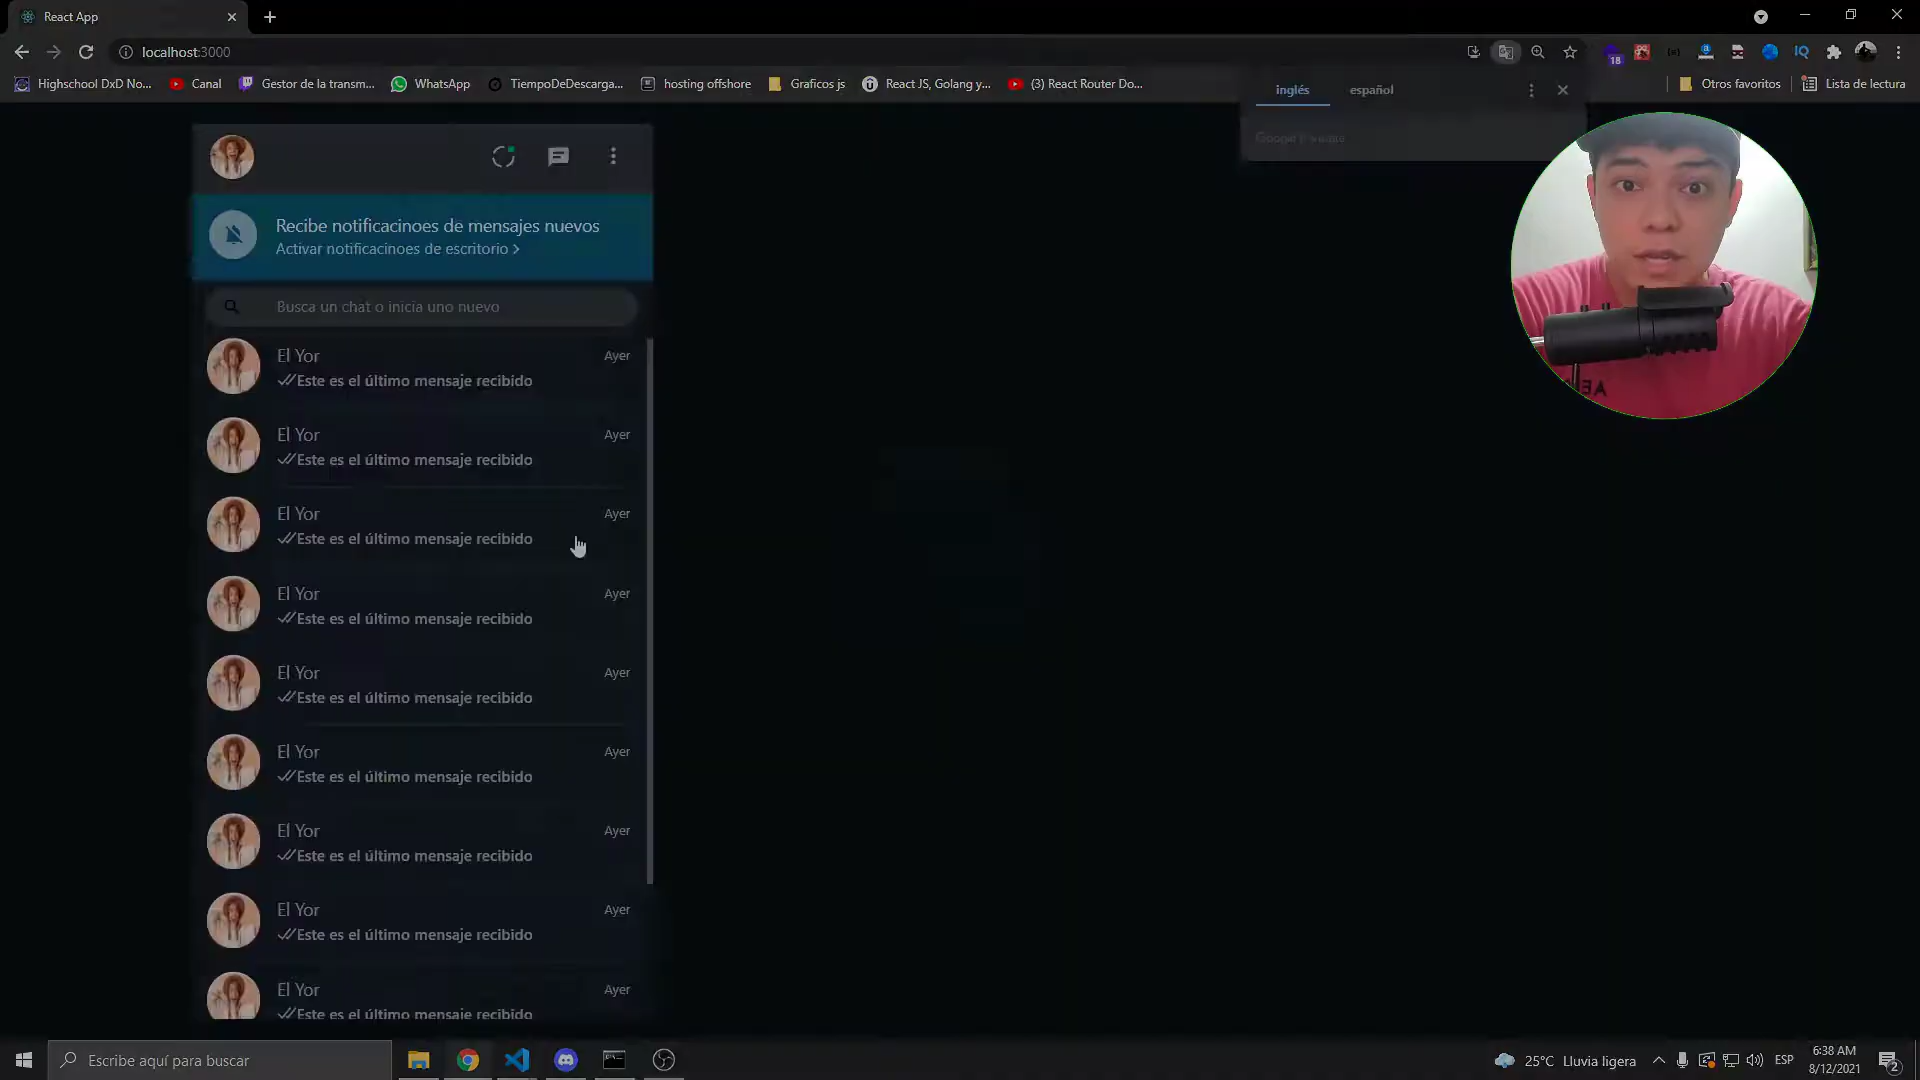 React App
localhost:3000
Highschool DxD No...
Canal
Gestor de la transm...
WhatsApp
TiempoDeDescarga...
hosting offshore
Graficos js
React JS, Golang y...
(3) React Router Do...
Otros favoritos
Lista de lectura
18
inglés
español
Recibe notificacinoes de mensajes nuevos
Activar notificacinoes de escritorio >
Busca un chat o inicia uno nuevo
El Yor
Ayer
Este es el último mensaje recibido
El Yor
Ayer
Este es el último mensaje recibido
El Yor
Ayer
Este es el último mensaje recibido
El Yor
Ayer
Este es el último mensaje recibido
El Yor
Ayer
Este es el último mensaje recibido
El Yor
Ayer
Este es el último mensaje recibido
El Yor
Ayer
Este es el último mensaje recibido
El Yor
Ayer
Este es el último mensaje recibido
El Yor
Ayer
Este es el último mensaje recibido
Escribe aquí para buscar
25°C Lluvia ligera
ESP
6:38 AM
8/12/2021
2